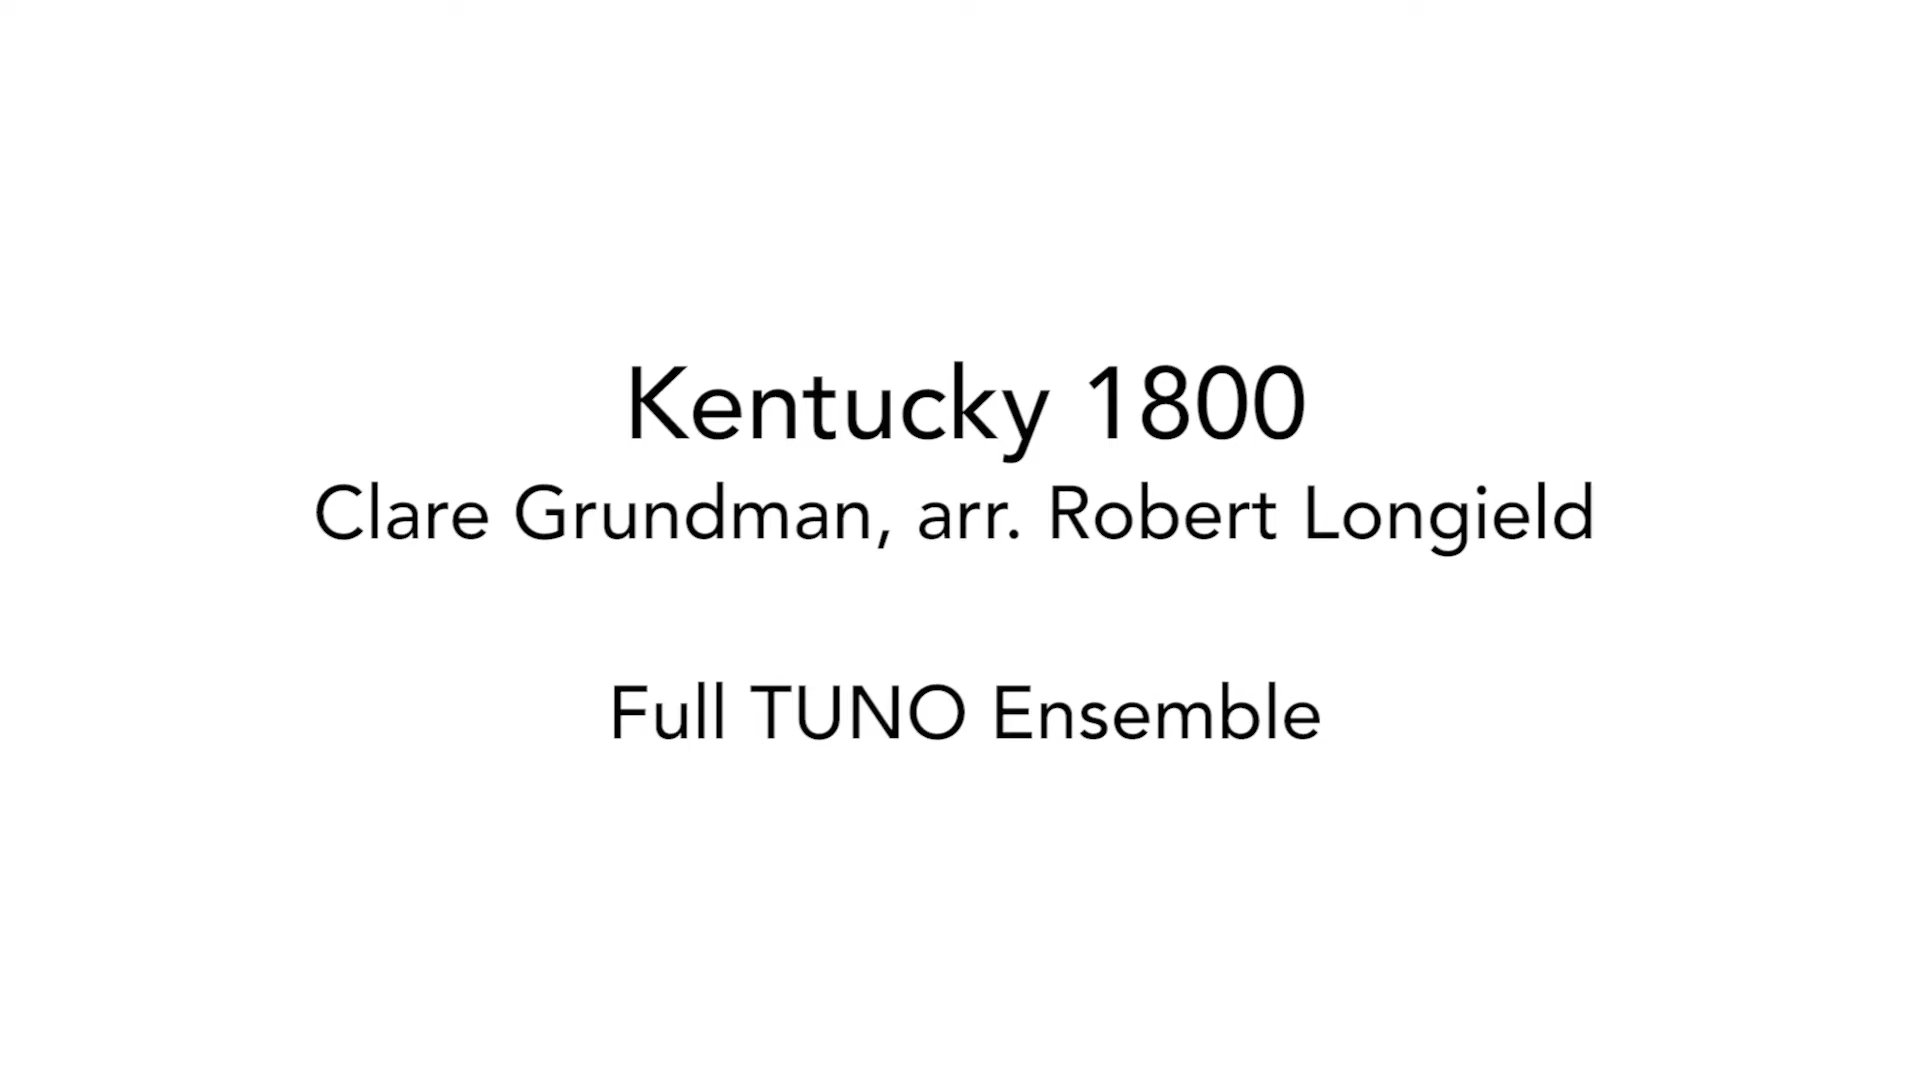 Kentucky 1800
Clare Grundman, arr. Robert Longield
Full TUNO Ensemble